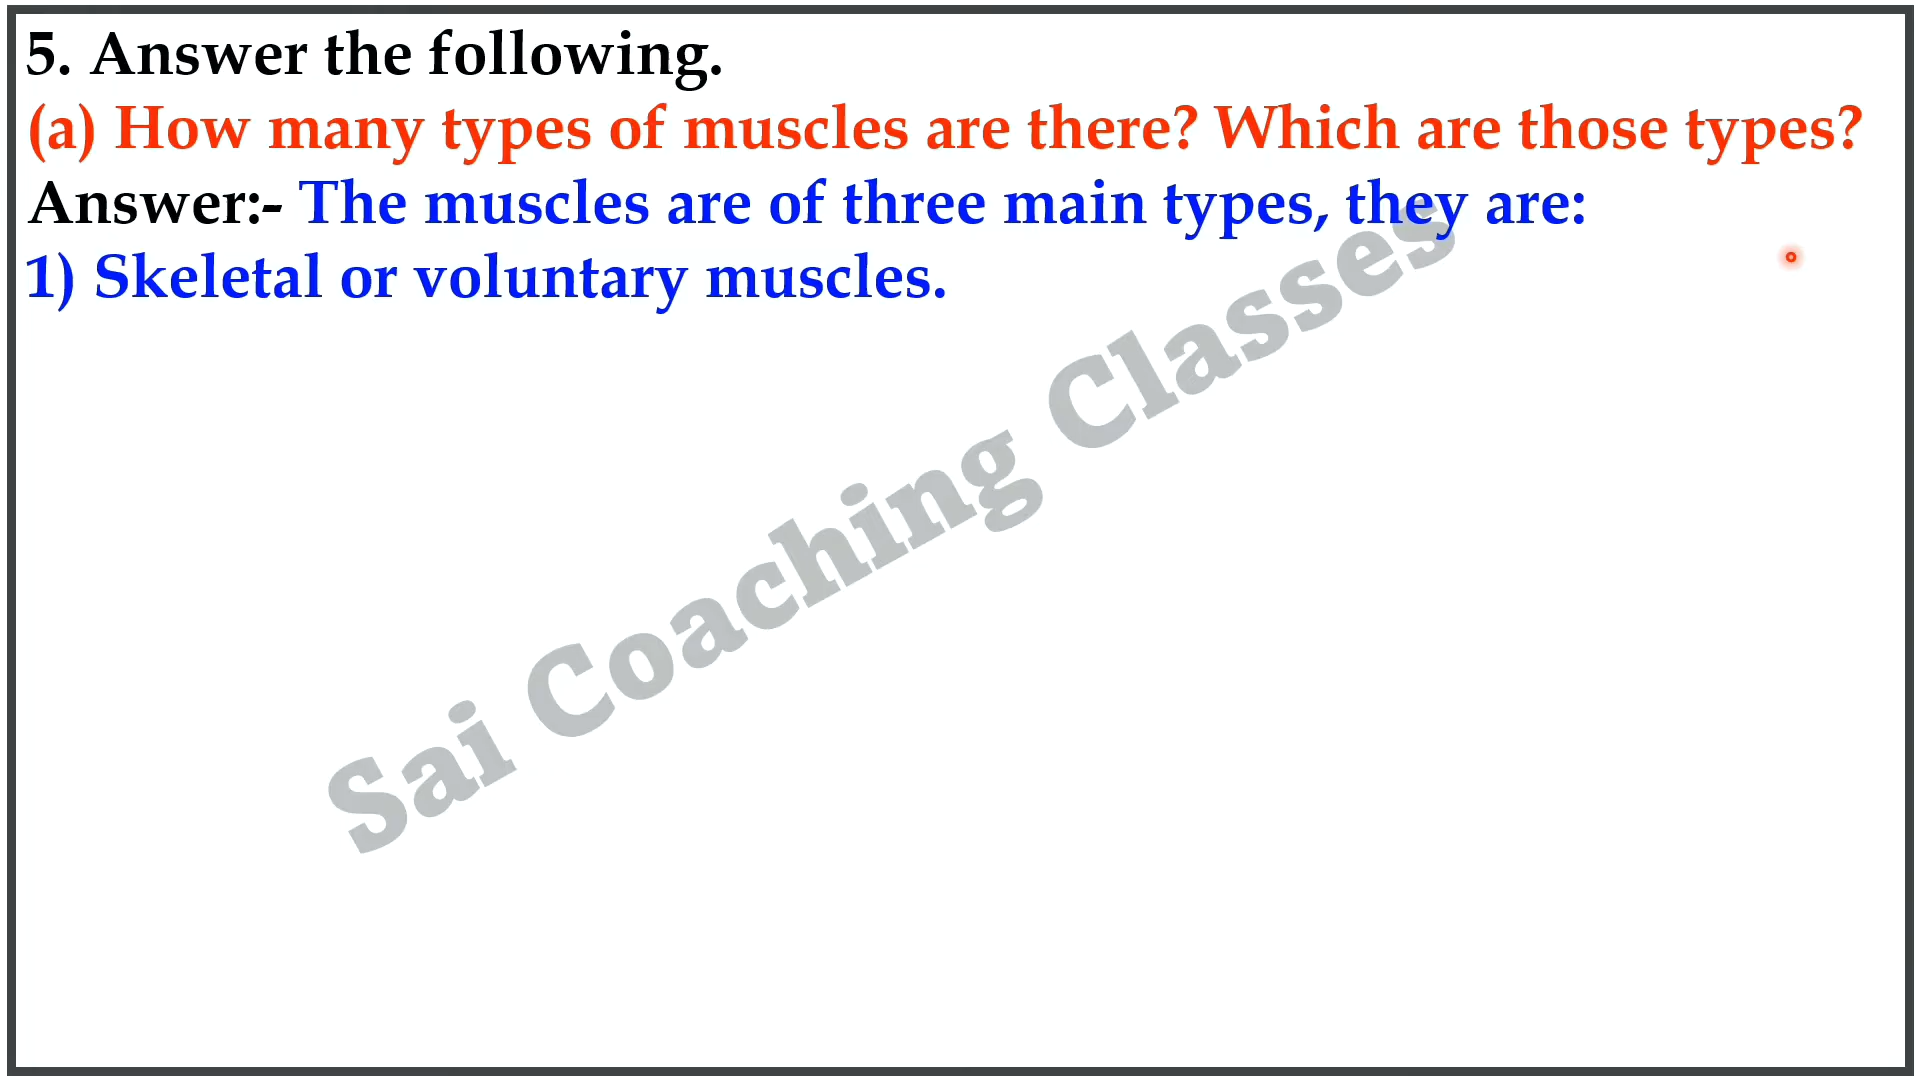 5. Answer the following.
(a) How many types of muscles are there? Which are those types?
Answer:- The muscles are of three main types, they are:
1) Skeletal or voluntary muscles.
Sai Coaching Classes